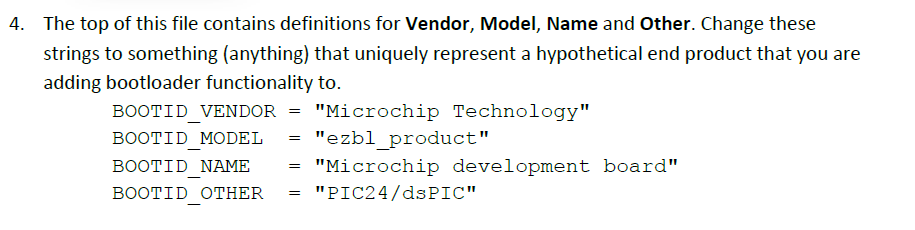 4. The top of this file contains definitions for Vendor, Model, Name and Other. Change these
strings to something (anything) that uniquely represent a hypothetical end product that you are
adding bootloader functionality to.
BOOTID_VENDOR = "Microchip Technology"
BOOTID_MODEL = "ezbl_product"
BOOTID_NAME = "Microchip development board"
BOOTID_OTHER = "PIC24/dsPIC"